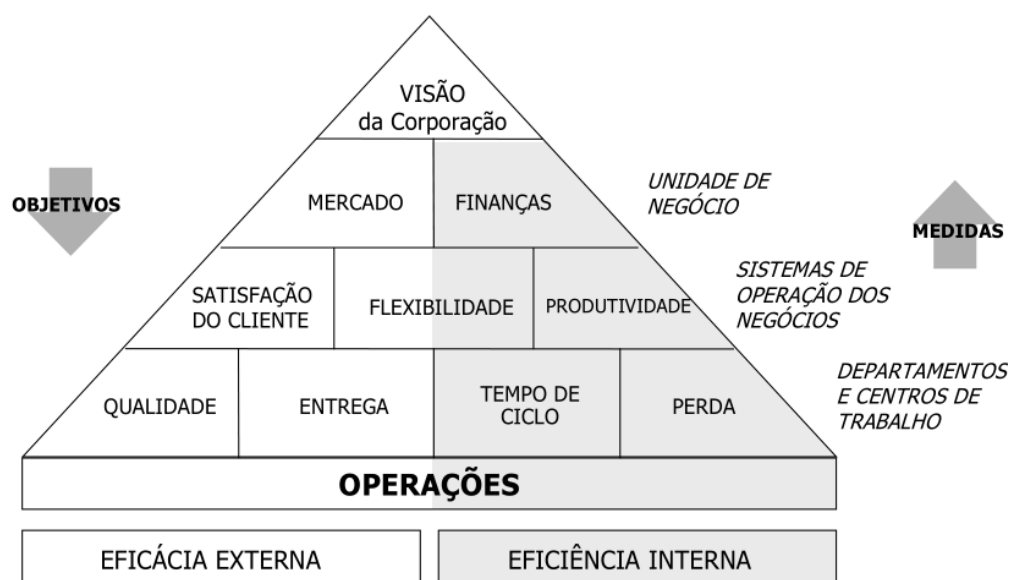 VISÃO
da Corporação
OBJETIVOS
MERCADO
FINANÇAS
UNIDADE DE
NEGÓCIO
MEDIDAS
SATISFAÇÃO
DO CLIENTE
FLEXIBILIDADE
PRODUTIVIDADE
SISTEMAS DE
OPERAÇÃO DOS
NEGÓCIOS
QUALIDADE
ENTREGA
TEMPO DE
CICLO
PERDA
DEPARTAMENTOS
E CENTROS DE
TRABALHO
OPERAÇÕES
EFICÁCIA EXTERNA
EFICIÊNCIA INTERNA